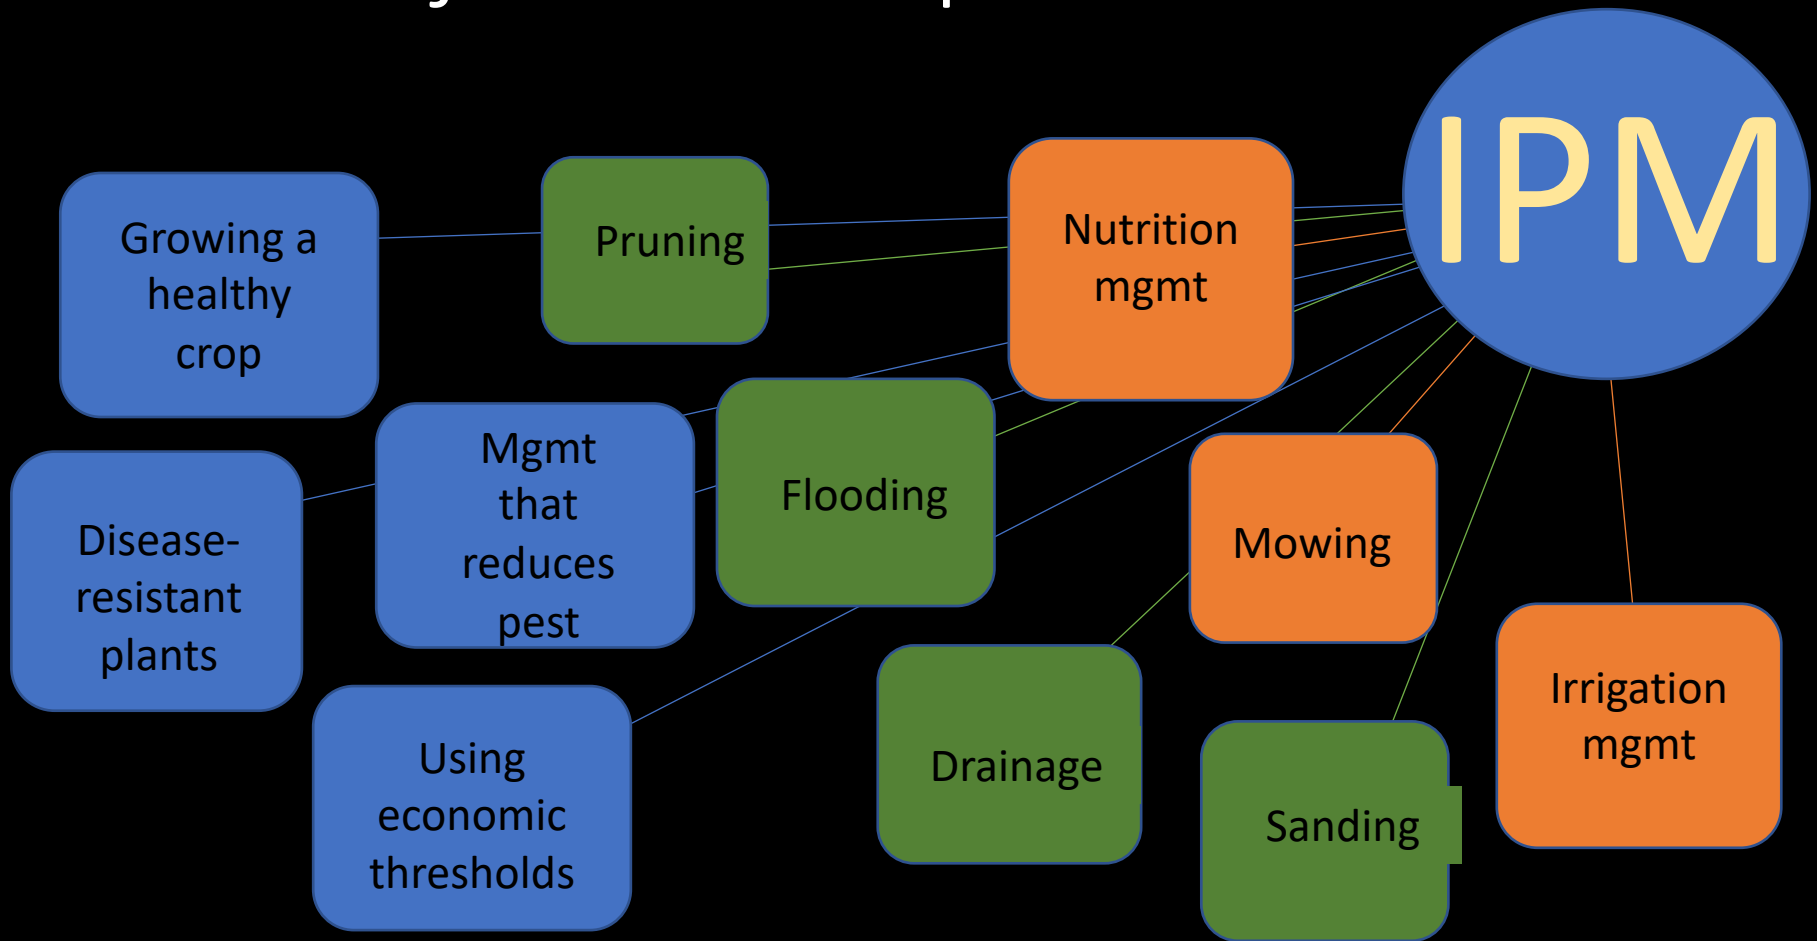 IPM
Growing a
healthy
crop
Pruning
Nutrition
mgmt
Disease-
resistant
plants
Mgmt
that
reduces
pest
Flooding
Mowing
Using
economic
thresholds
Drainage
Sanding
Irrigation
mgmt